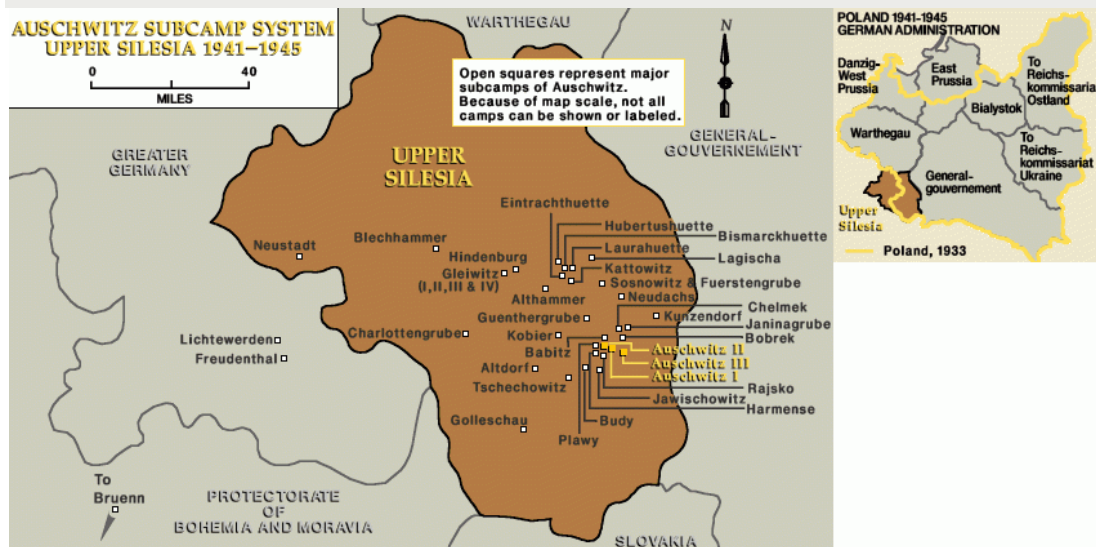 AUSCHWITZ SUBCAMP SYSTEM
UPPER SILESIA 1941–1945
0 40
MILES
WARTHEGAU
N
Open squares represent major
subcamps of Auschwitz.
Because of map scale, not all
camps can be shown or labeled.
GENERAL-
GOUVERNEMENT
GREATER
GERMANY
UPPER
SILESIA
Eintrachthuette
Hubertushuette
Bismarckhuette
Laurahuette
Lagischa
Kattowitz
Sosnowitz & Fuerstengrube
Neudachs
Blechhammer
Neustadt
Hindenburg
Gleiwitz
(I,II,III & IV)
Althammer
Chelmek
Kunzendorf
Guenthergrube
Janinagrube
Charlottengrube
Kobier
Bobrek
Babitz
Auschwitz II
Auschwitz III
Auschwitz I
Lichtewerden
Freudenthal
Altdorf
Tschechowitz
Rajsko
Jawischowitz
Harmense
Golleschau
Budy
Plawy
To
Bruenn
PROTECTORATE
OF
BOHEMIA AND MORAVIA
SLOVAKIA
POLAND 1941-1945
GERMAN ADMINISTRATION
Danzig-
West
Prussia
East
Prussia
To
Reichs-
kommissaria
Ostland
Bialystok
Warthegau
To
Reichs-
kommissariat
Ukraine
General-
gouvernement
Upper
Silesia
Poland, 1933